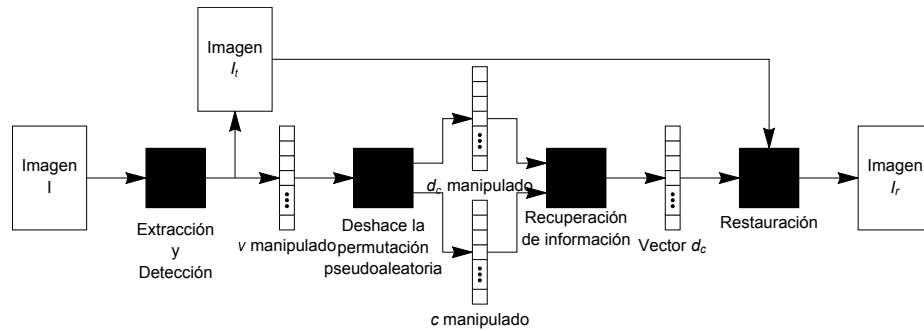 Imagen
I
Extracción
y
Detección
Imagen
I_t
v manipulado
Deshace la
permutación
pseudoaleatoria
d_c manipulado
c manipulado
Recuperación
de información
Vector d_c
Restauración
Imagen
I_r